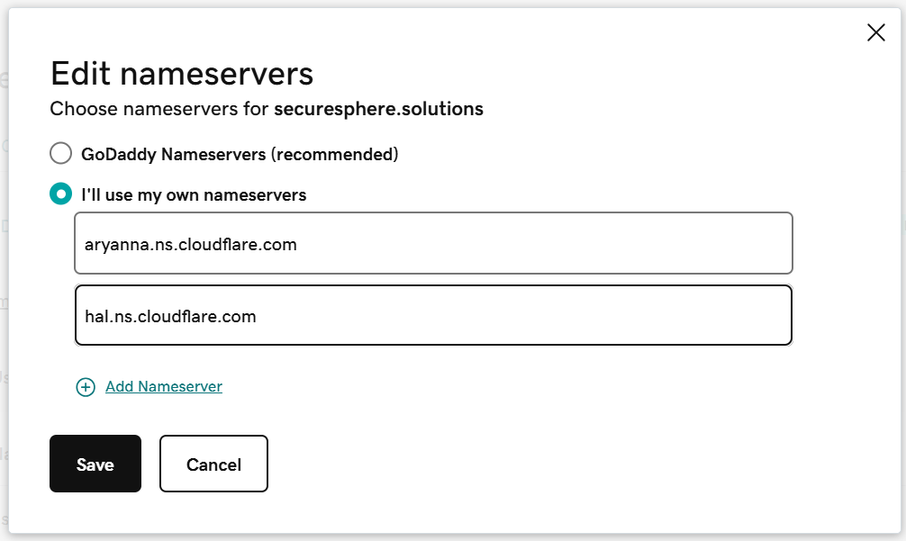 Edit nameservers
Choose nameservers for securesphere.solutions
GoDaddy Nameservers (recommended)
I'll use my own nameservers
aryanna.ns.cloudflare.com
hal.ns.cloudflare.com
Add Nameserver
Save
Cancel